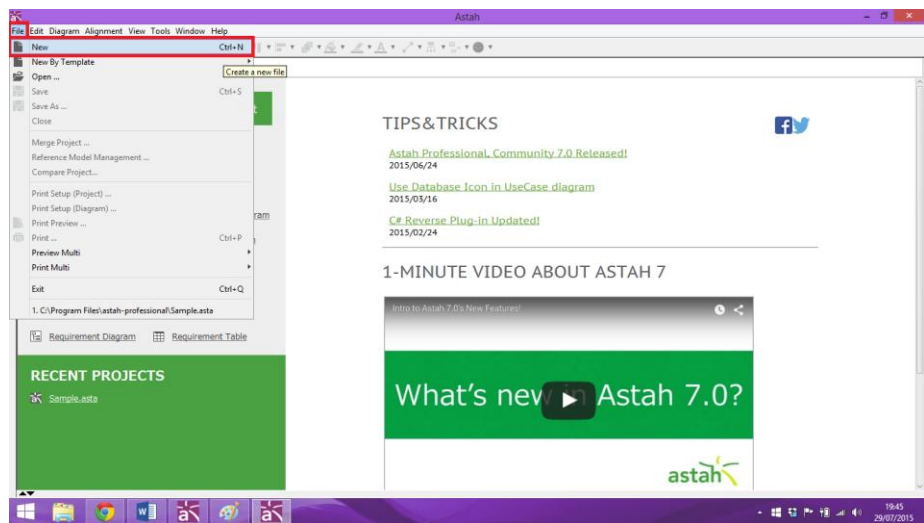 Astah
File Edit Diagram Alignment View Tools Window Help
New Ctrl+N
New By Template
Create a new file
Open ...
Save Ctrl+S
Save As ...
Close
Merge Project ...
Reference Model Management ...
Compare Project...
Print Setup (Project) ...
Print Setup (Diagram) ...
ram
Print Preview ...
Print ... Ctrl+P
Preview Multi
Print Multi
Exit Ctrl+Q
1. C:\Program Files\astah-professional\Sample.asta
Requirement Diagram Requirement Table
RECENT PROJECTS
Sample.asta
TIPS&TRICKS
Astah Professional, Community 7.0 Released!
2015/06/24
Use Database Icon in UseCase diagram
2015/03/16
C# Reverse Plug-in Updated!
2015/02/24
1-MINUTE VIDEO ABOUT ASTAH 7
Intro to Astah 7.0's New Features!
What's new in Astah 7.0?
astah
19:45
29/07/2015